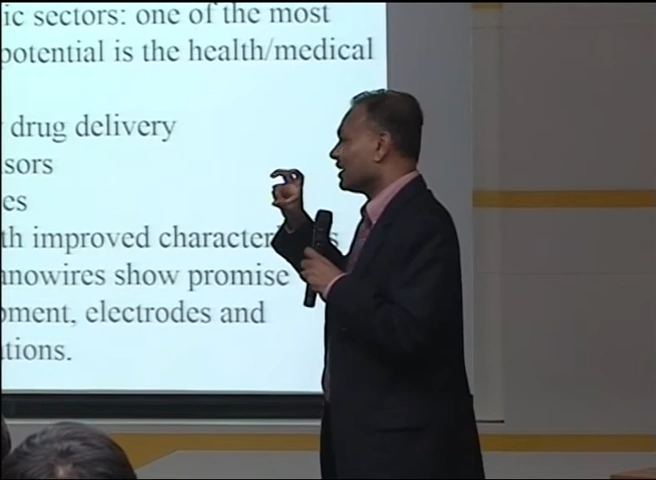 ic sectors: one of the most
potential is the health/medical
drug delivery
sors
es
th improved characteristics
nanowires show promise
pment, electrodes and
ations.